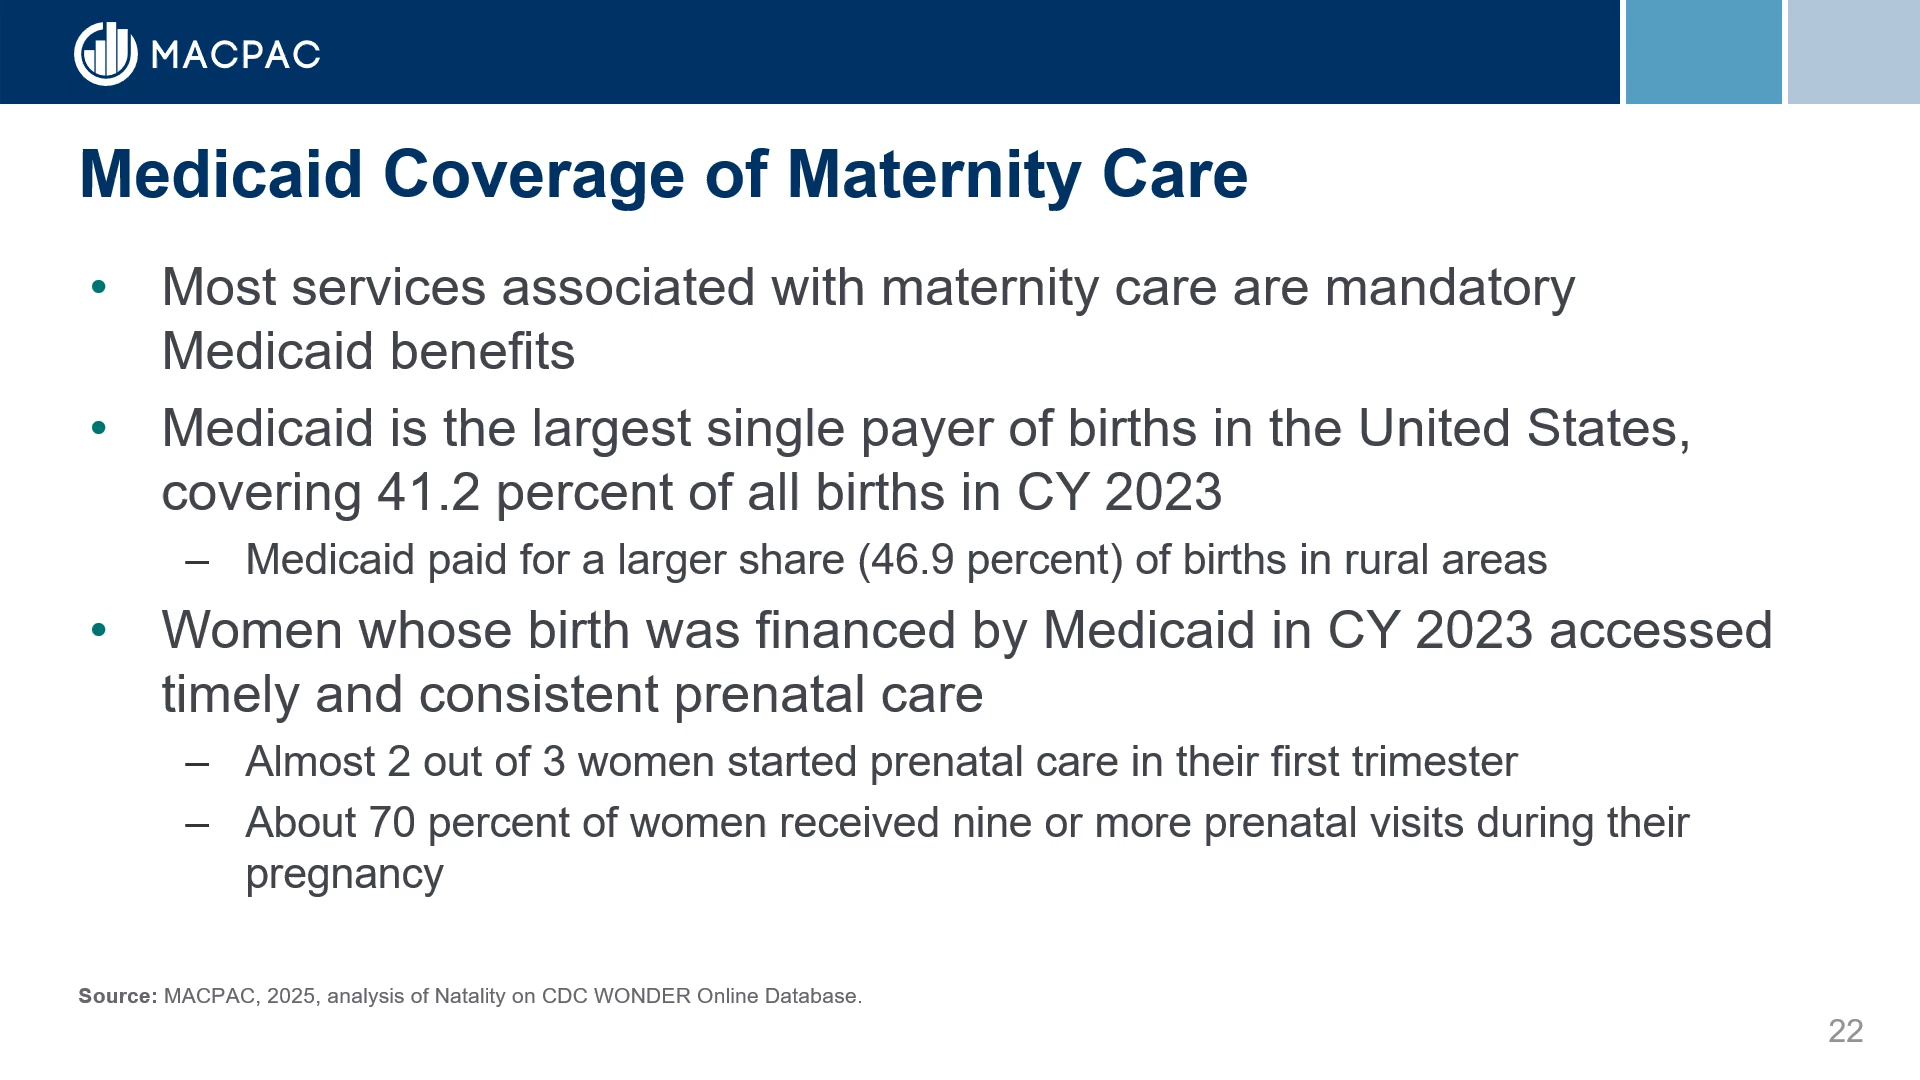 MACPAC
Medicaid Coverage of Maternity Care
• Most services associated with maternity care are mandatory
Medicaid benefits
• Medicaid is the largest single payer of births in the United States,
covering 41.2 percent of all births in CY 2023
– Medicaid paid for a larger share (46.9 percent) of births in rural areas
• Women whose birth was financed by Medicaid in CY 2023 accessed
timely and consistent prenatal care
– Almost 2 out of 3 women started prenatal care in their first trimester
– About 70 percent of women received nine or more prenatal visits during their
pregnancy
Source: MACPAC, 2025, analysis of Natality on CDC WONDER Online Database.
22